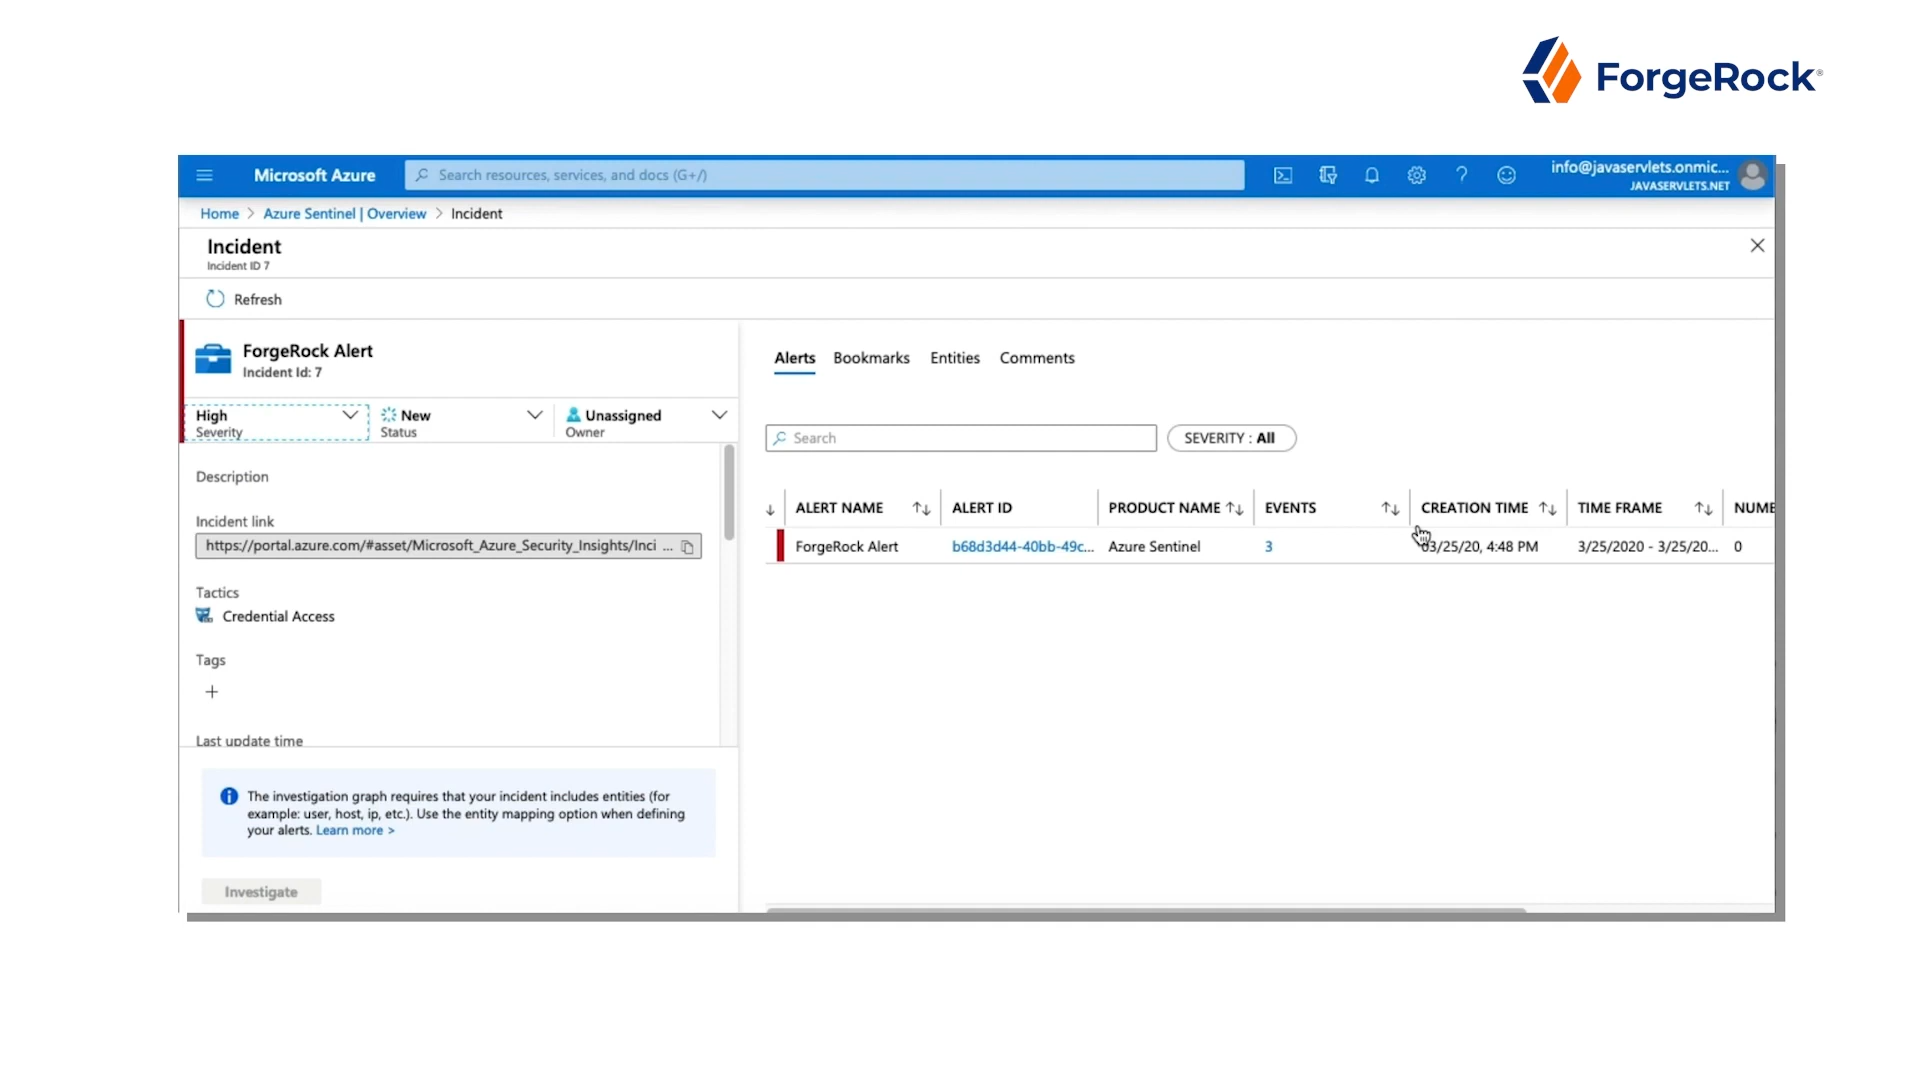 ForgeRock®
Microsoft Azure
Search resources, services, and docs (G+/)
info@javaservlets.onmic...
JAVASERVLETS.NET
Home > Azure Sentinel | Overview > Incident
Incident
Incident ID 7
Refresh
ForgeRock Alert
Incident Id: 7
High
Severity
New
Status
Unassigned
Owner
Description
Incident link
https://portal.azure.com/#asset/Microsoft_Azure_Security_Insights/Inci ...
Tactics
Credential Access
Tags
Last update time
The investigation graph requires that your incident includes entities (for
example: user, host, ip, etc.). Use the entity mapping option when defining
your alerts. Learn more >
Investigate
Alerts Bookmarks Entities Comments
Search
SEVERITY : All
ALERT NAME ALERT ID PRODUCT NAME EVENTS CREATION TIME TIME FRAME NUME
ForgeRock Alert b68d3d44-40bb-49c... Azure Sentinel 3 03/25/20, 4:48 PM 3/25/2020 - 3/25/20... 0